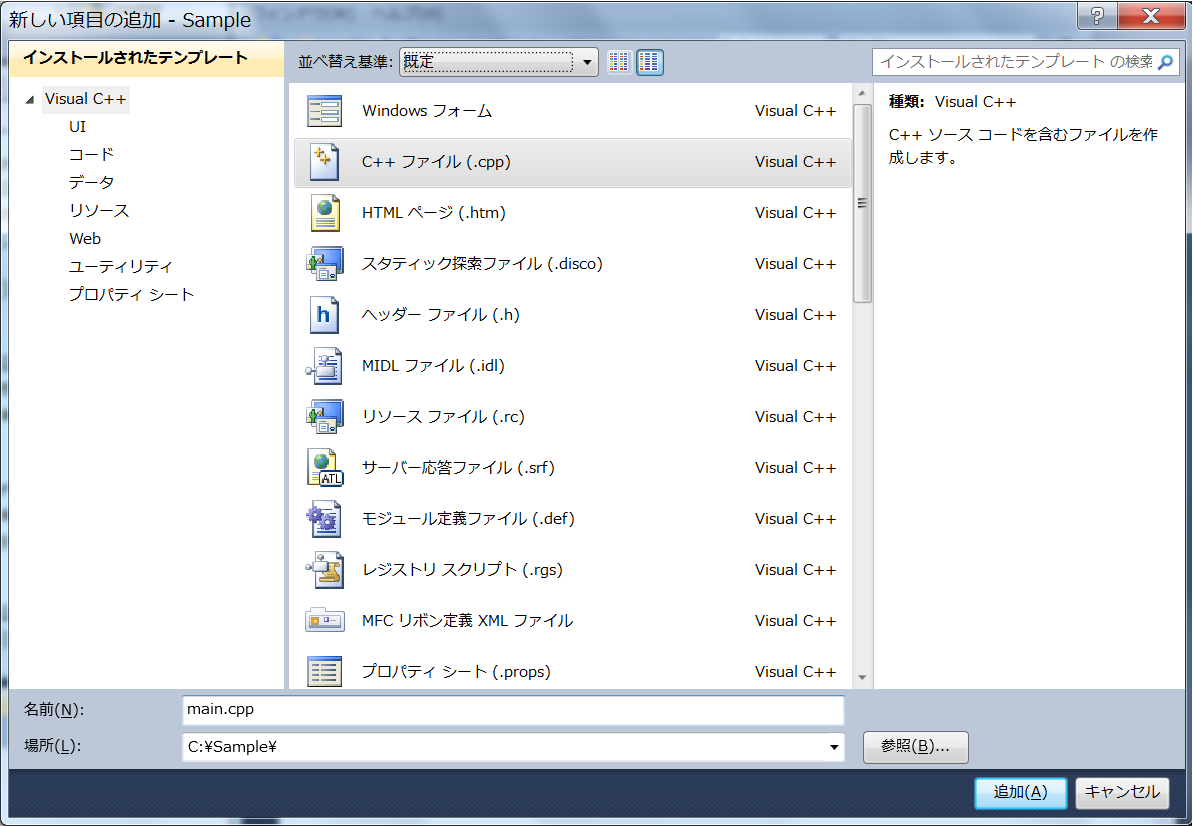 新しい項目の追加 - Sample
インストールされたテンプレート
並べ替え基準: 既定
インストールされたテンプレート の検索
Visual C++
UI
コード
データ
リソース
Web
ユーティリティ
プロパティ シート
Windows フォーム Visual C++
C++ ファイル (.cpp) Visual C++
HTML ページ (.htm) Visual C++
スタティック探索ファイル (.disco) Visual C++
h ヘッダー ファイル (.h) Visual C++
MIDL ファイル (.idl) Visual C++
リソース ファイル (.rc) Visual C++
ATL サーバー応答ファイル (.srf) Visual C++
モジュール定義ファイル (.def) Visual C++
レジストリ スクリプト (.rgs) Visual C++
MFC リボン定義 XML ファイル Visual C++
プロパティ シート (.props) Visual C++
種類: Visual C++
C++ ソース コードを含むファイルを作
成します。
名前(N): main.cpp
場所(L): C:¥Sample¥ 参照(B)...
追加(A) キャンセル